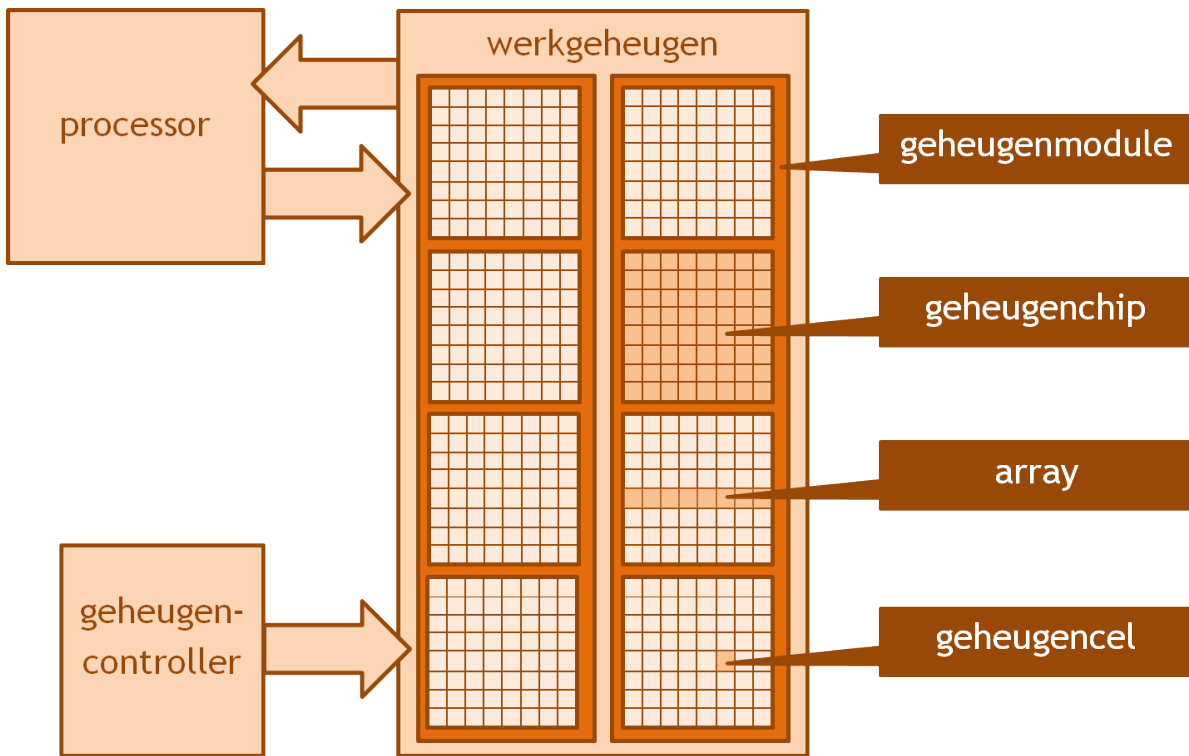 werkgeheugen
processor
geheugenmodule
geheugenchip
array
geheugen-
controller
geheugencel